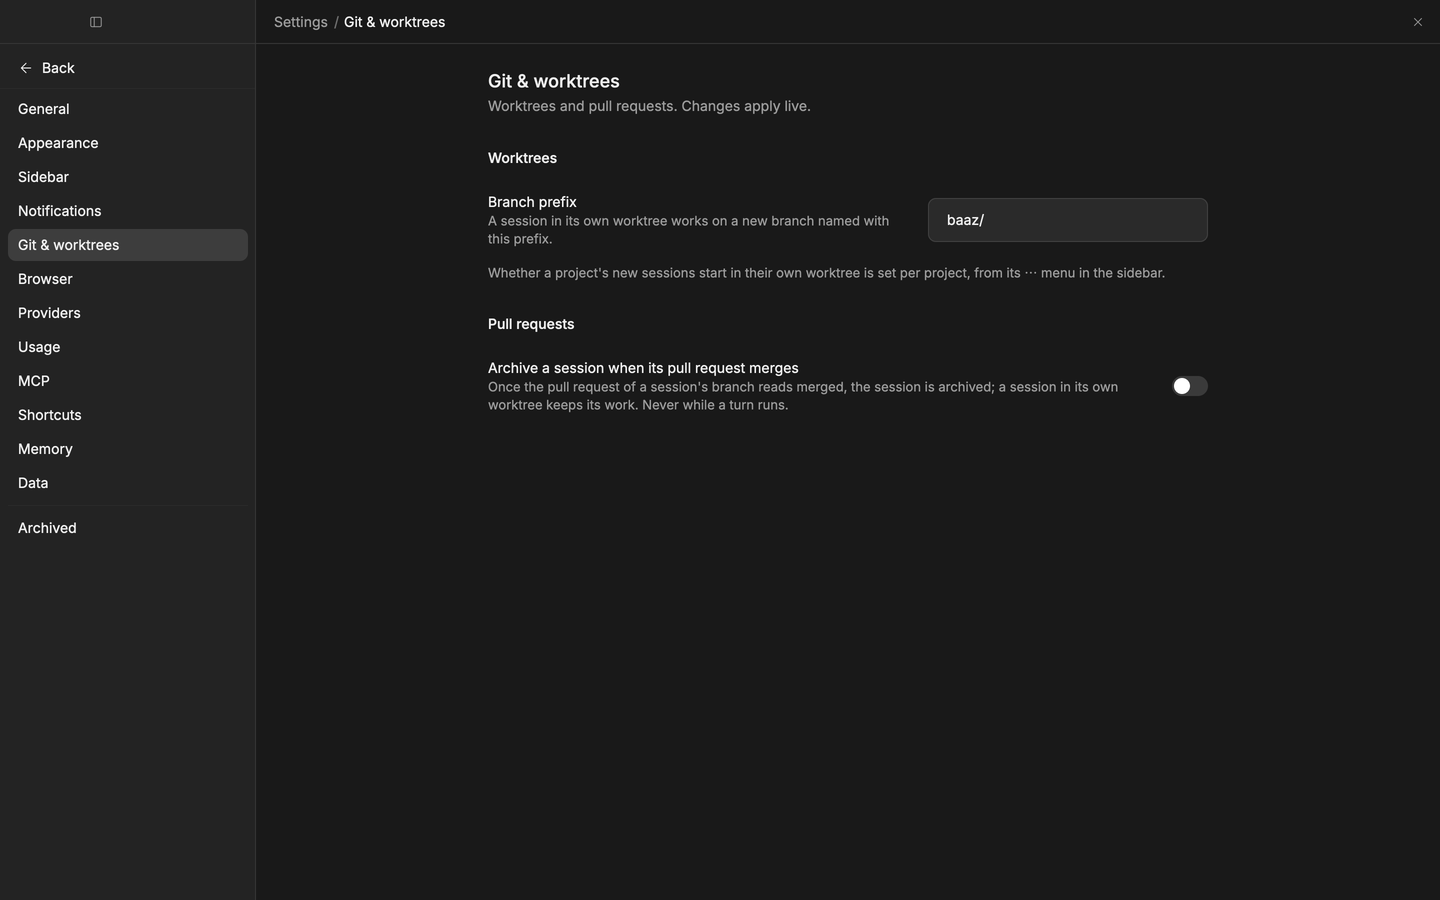 Settings / Git & worktrees
Back
General
Appearance
Sidebar
Notifications
Git & worktrees
Browser
Providers
Usage
MCP
Shortcuts
Memory
Data
Archived
Git & worktrees
Worktrees and pull requests. Changes apply live.
Worktrees
Branch prefix
A session in its own worktree works on a new branch named with
this prefix.
baaz/
Whether a project's new sessions start in their own worktree is set per project, from its ··· menu in the sidebar.
Pull requests
Archive a session when its pull request merges
Once the pull request of a session's branch reads merged, the session is archived; a session in its own
worktree keeps its work. Never while a turn runs.